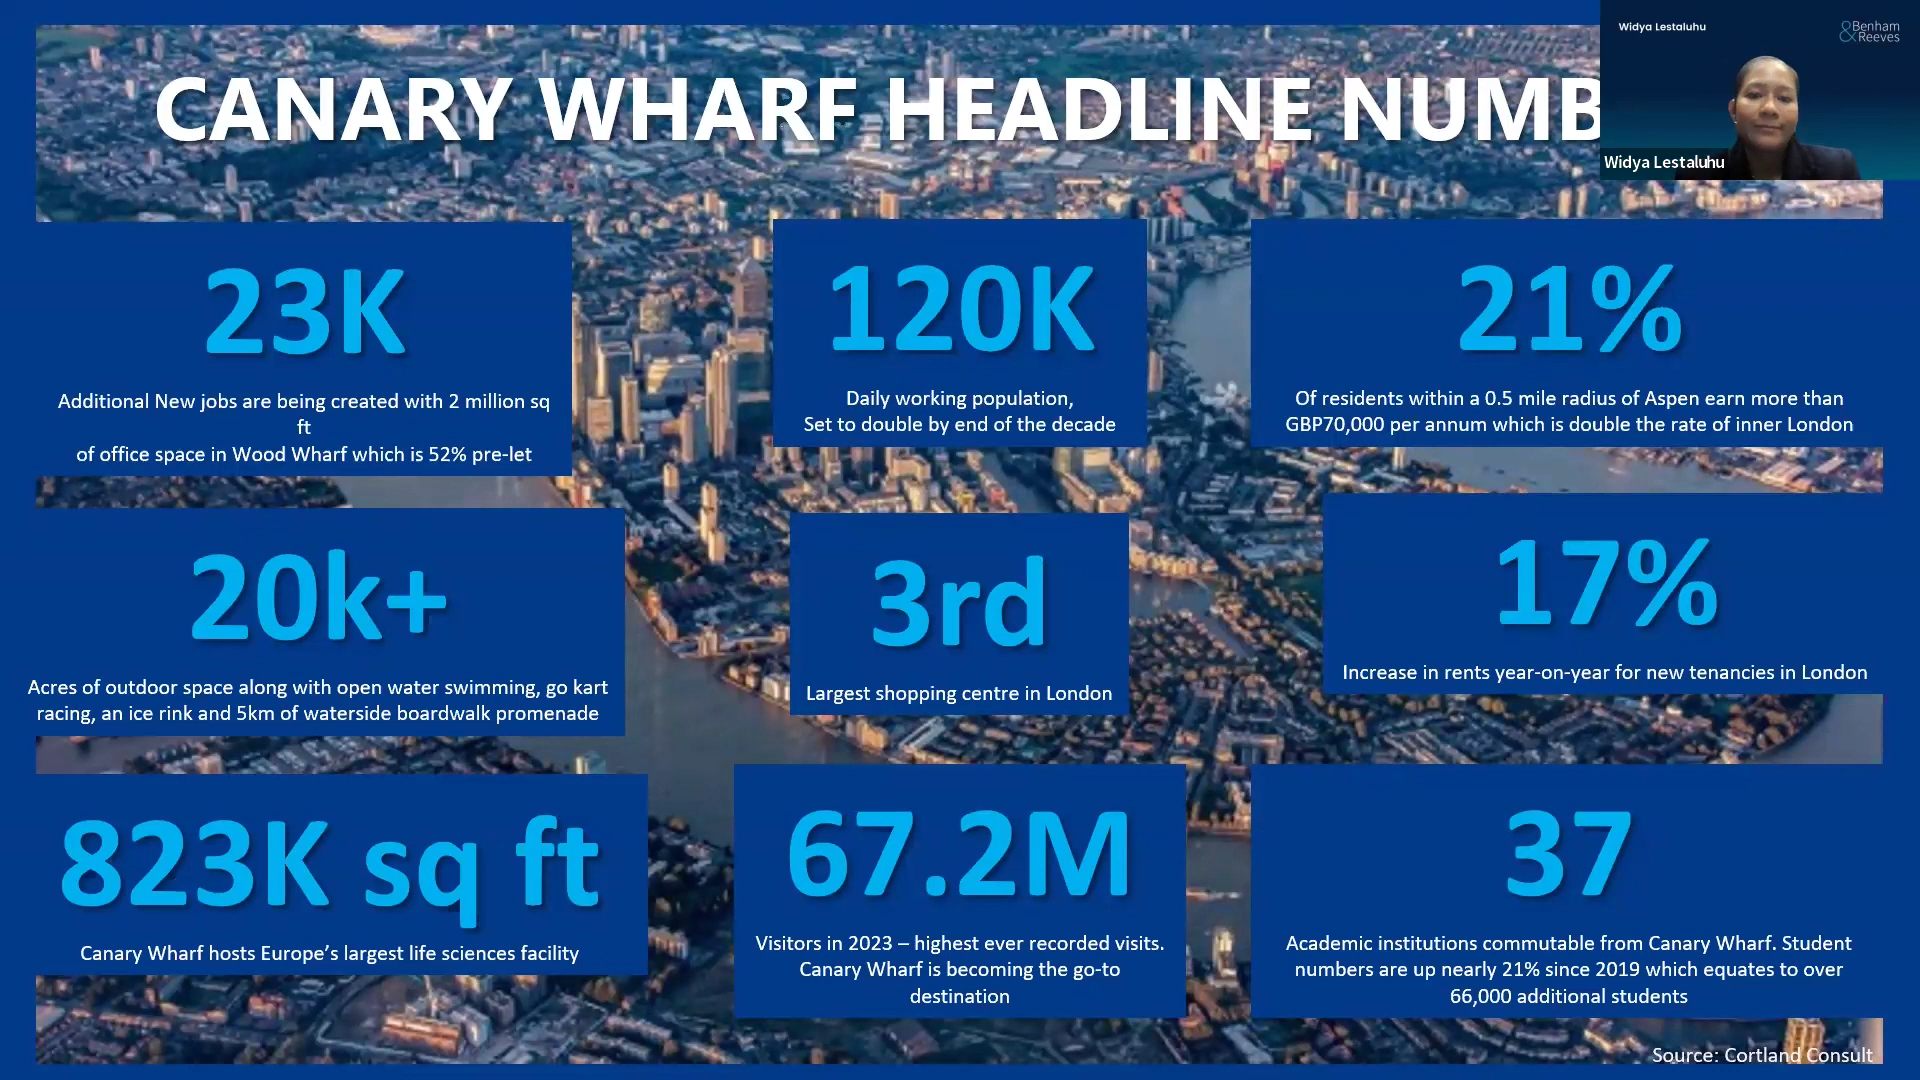 Widya Lestaluhu
&Benham
Reeves
Widya Lestaluhu
CANARY WHARF HEADLINE NUMB
23K
Additional New jobs are being created with 2 million sq
ft
of office space in Wood Wharf which is 52% pre-let
120K
Daily working population,
Set to double by end of the decade
21%
Of residents within a 0.5 mile radius of Aspen earn more than
GBP70,000 per annum which is double the rate of inner London
20k+
Acres of outdoor space along with open water swimming, go kart
racing, an ice rink and 5km of waterside boardwalk promenade
3rd
Largest shopping centre in London
17%
Increase in rents year-on-year for new tenancies in London
823K sq ft
Canary Wharf hosts Europe’s largest life sciences facility
67.2M
Visitors in 2023 – highest ever recorded visits.
Canary Wharf is becoming the go-to
destination
37
Academic institutions commutable from Canary Wharf. Student
numbers are up nearly 21% since 2019 which equates to over
66,000 additional students
Source: Cortland Consult